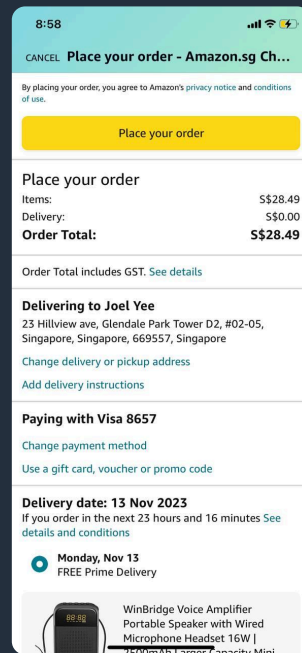 8:58
CANCEL Place your order - Amazon.sg Ch...
By placing your order, you agree to Amazon's privacy notice and conditions
of use.
Place your order
Place your order
Items: S$28.49
Delivery: S$0.00
Order Total: S$28.49
Order Total includes GST. See details
Delivering to Joel Yee
23 Hillview ave, Glendale Park Tower D2, #02-05,
Singapore, Singapore, 669557, Singapore
Change delivery or pickup address
Add delivery instructions
Paying with Visa 8657
Change payment method
Use a gift card, voucher or promo code
Delivery date: 13 Nov 2023
If you order in the next 23 hours and 16 minutes See
details and conditions
Monday, Nov 13
FREE Prime Delivery
88:88
WinBridge Voice Amplifier
Portable Speaker with Wired
Microphone Headset 16W |
2500mAh Larger Capacity Mini